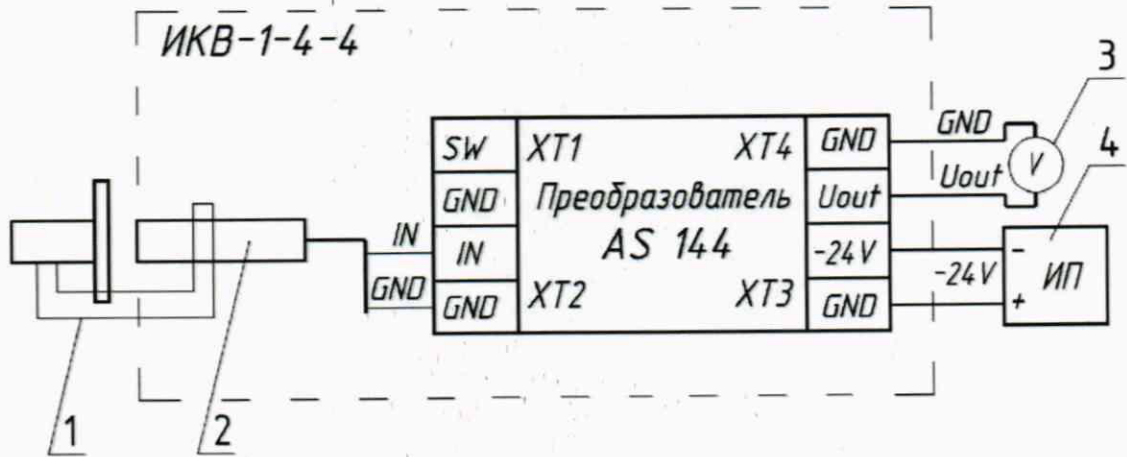 ИКВ-1-4-4
3
4
SW XT1 XT4 GND GND
V
GND Преобразователь Uout Uout
IN IN AS 144 -24V - ИП
-24V
GND GND XT2 XT3 GND +
1 2